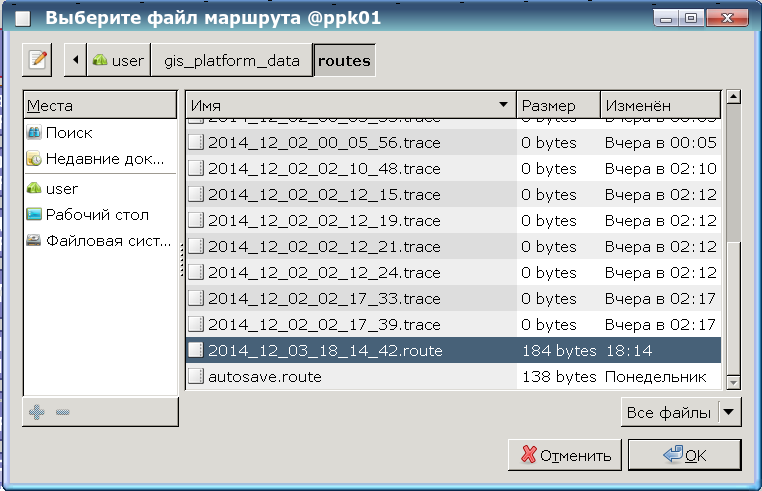 Выберите файл маршрута @ppk01
user gis_platform_data routes
Места
Поиск
Недавние док...
user
Рабочий стол
Файловая сист...
Имя Размер Изменён
2014_12_02_00_05_56.trace 0 bytes Вчера в 00:05
2014_12_02_02_10_48.trace 0 bytes Вчера в 02:10
2014_12_02_02_12_15.trace 0 bytes Вчера в 02:12
2014_12_02_02_12_19.trace 0 bytes Вчера в 02:12
2014_12_02_02_12_21.trace 0 bytes Вчера в 02:12
2014_12_02_02_12_24.trace 0 bytes Вчера в 02:12
2014_12_02_02_17_33.trace 0 bytes Вчера в 02:17
2014_12_02_02_17_39.trace 0 bytes Вчера в 02:17
2014_12_03_18_14_42.route 184 bytes 18:14
autosave.route 138 bytes Понедельник
Все файлы
Отменить OK